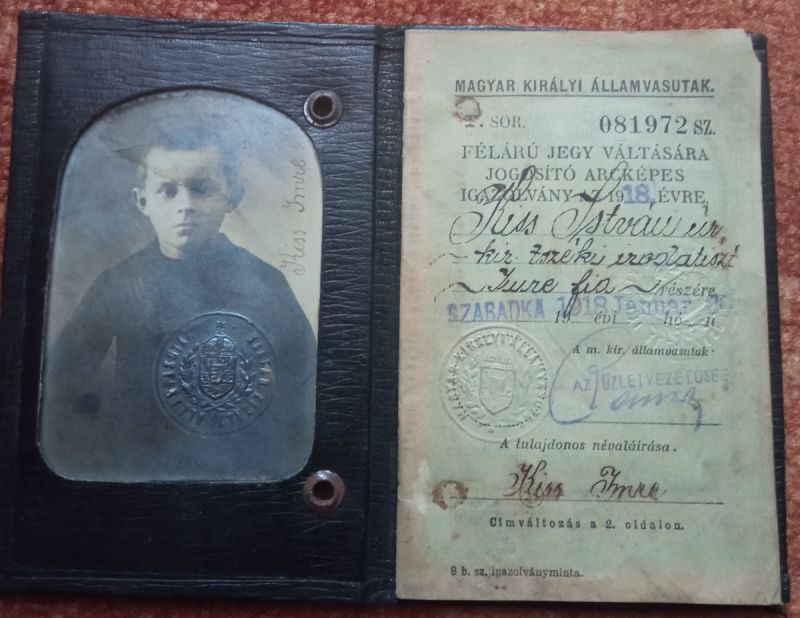 Kiss Imre
MAGYAR KIRÁLYI ÁLLAMVASUTAK.
SOR. 081972 SZ.
FÉLÁRÚ JEGY VÁLTÁSÁRA
JOGOSÍTÓ ARCKÉPES
IGAZOLVÁNY AZ 1918. ÉVRE.
Kiss István úr
kir. tszéki irodatiszt
Imre fia részére.
SZABADKA 1918 Január
19 évi hó n.
A m. kir. államvasutak
AZ ÜZLETVEZETŐSÉG
A tulajdonos névaláírása.
Kiss Imre
Címváltozás a 2. oldalon.
9 b. sz. igazolványminta.